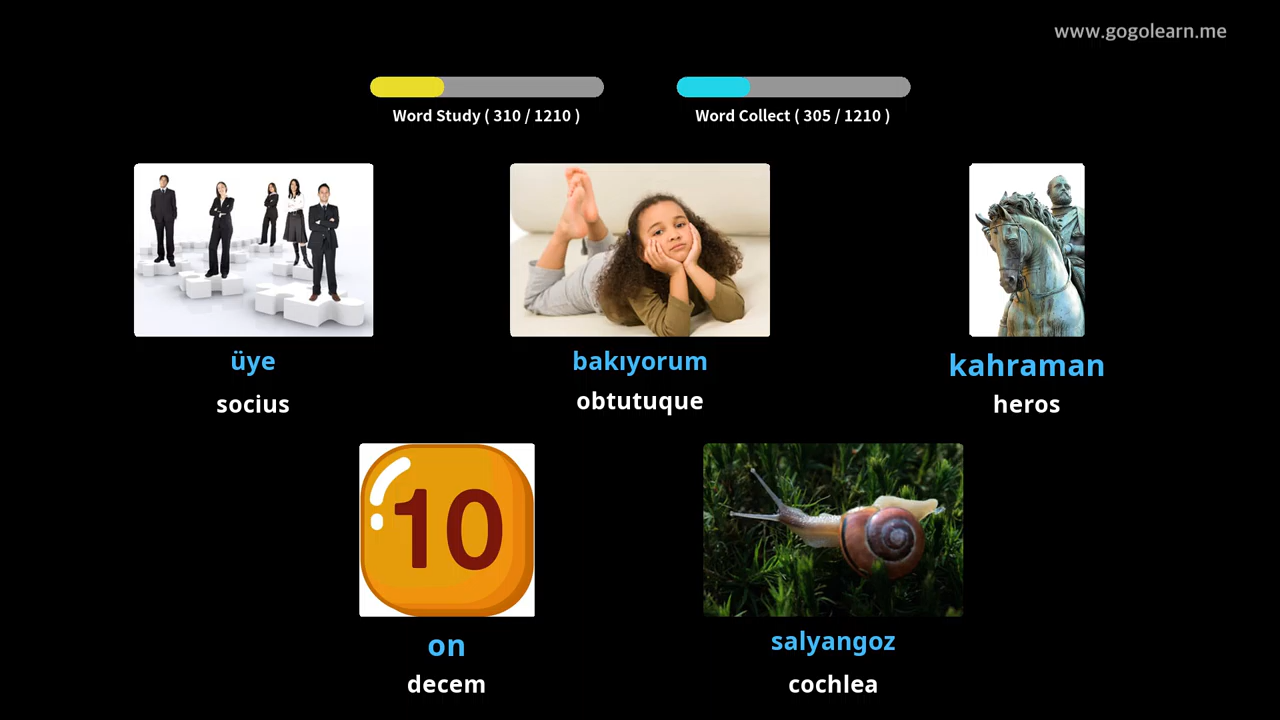 www.gogolearn.me
Word Study ( 310 / 1210 )
Word Collect ( 305 / 1210 )
üye
socius
bakıyorum
obtutuque
kahraman
heros
10
on
decem
salyangoz
cochlea